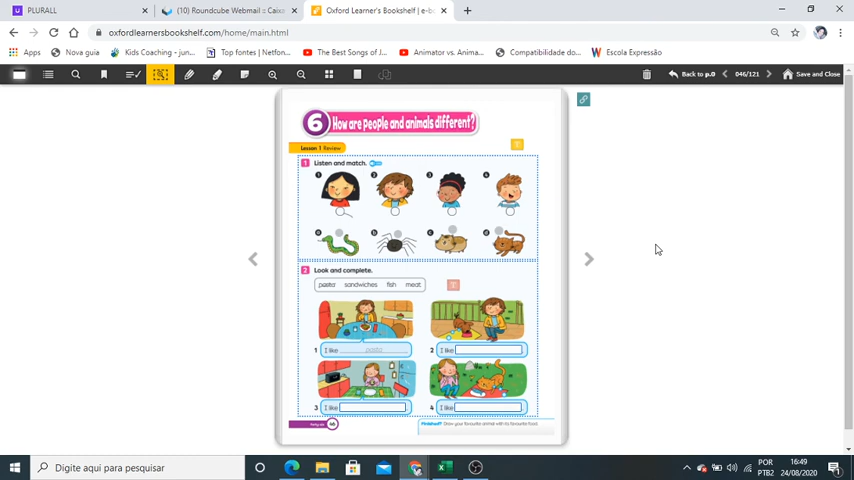 PLURALL
(10) Roundcube Webmail :: Caixa
Oxford Learner's Bookshelf | e-b
oxfordlearnersbookshelf.com/home/main.html
Apps
Nova guia
Kids Coaching - jun...
Top fontes | Netfon...
The Best Songs of J...
Animator vs. Anima...
Compatibilidade do...
Escola Expressão
Back to p.0
046/121
Save and Close
6 How are people and animals different?
Lesson 1 Review
1 Listen and match.
1 2 3 4
a b c d
2 Look and complete.
pasta sandwiches fish meat
1 I like pasta
2 I like
3 I like
4 I like
46
Finished? Draw your favourite animal with its favourite food.
Digite aqui para pesquisar
POR
PTB2
16:49
24/08/2020
1